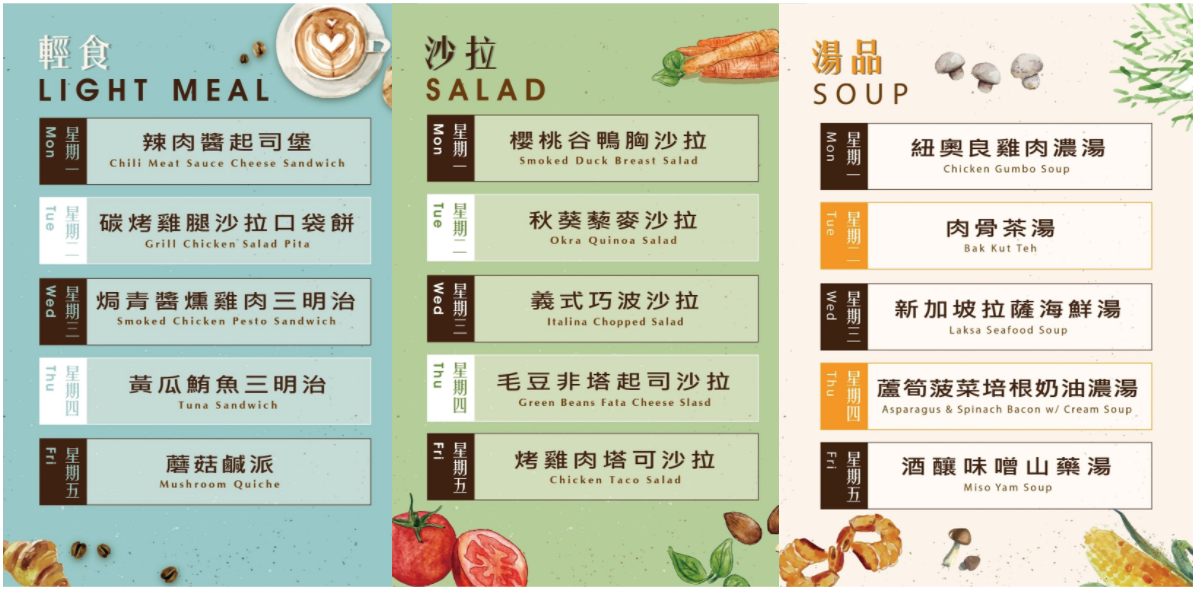 輕食
LIGHT MEAL
星期一
Mon
辣肉醬起司堡
Chili Meat Sauce Cheese Sandwich
星期二
Tue
碳烤雞腿沙拉口袋餅
Grill Chicken Salad Pita
星期三
Wed
焗青醬燻雞肉三明治
Smoked Chicken Pesto Sandwich
星期四
Thu
黃瓜鮪魚三明治
Tuna Sandwich
星期五
Fri
蘑菇鹹派
Mushroom Quiche
沙拉
SALAD
星期一
Mon
櫻桃谷鴨胸沙拉
Smoked Duck Breast Salad
星期二
Tue
秋葵藜麥沙拉
Okra Quinoa Salad
星期三
Wed
義式巧波沙拉
Italina Chopped Salad
星期四
Thu
毛豆非塔起司沙拉
Green Beans Fata Cheese Slasd
星期五
Fri
烤雞肉塔可沙拉
Chicken Taco Salad
湯品
SOUP
星期一
Mon
紐奧良雞肉濃湯
Chicken Gumbo Soup
星期二
Tue
肉骨茶湯
Bak Kut Teh
星期三
Wed
新加坡拉薩海鮮湯
Laksa Seafood Soup
星期四
Thu
蘆筍菠菜培根奶油濃湯
Asparagus & Spinach Bacon w/ Cream Soup
星期五
Fri
酒釀味噌山藥湯
Miso Yam Soup